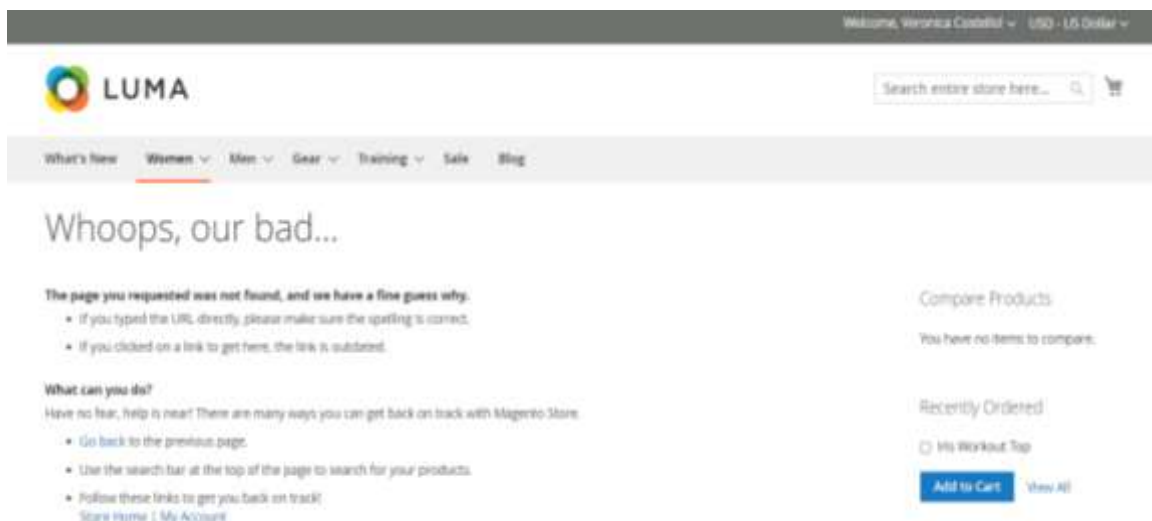 Welcome, Veronica Costello! USD - US Dollar
LUMA
Search entire store here...
What's New Women Men Gear Training Sale Blog
Whoops, our bad...
The page you requested was not found, and we have a fine guess why.
If you typed the URL directly, please make sure the spelling is correct.
If you clicked on a link to get here, the link is outdated.
What can you do?
Have no fear, help is near! There are many ways you can get back on track with Magento Store.
Go back to the previous page.
Use the search bar at the top of the page to search for your products.
Follow these links to get you back on track!
Store Home | My Account
Compare Products
You have no items to compare.
Recently Ordered
Iris Workout Top
Add to Cart View All